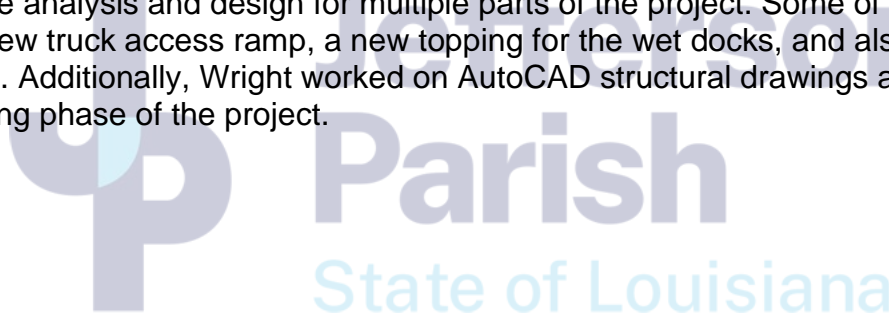 e analysis and design for multiple parts of the project. Some of
ew truck access ramp, a new topping for the wet docks, and als
. Additionally, Wright worked on AutoCAD structural drawings a
ng phase of the project.
Jefferson
Parish
State of Louisiana